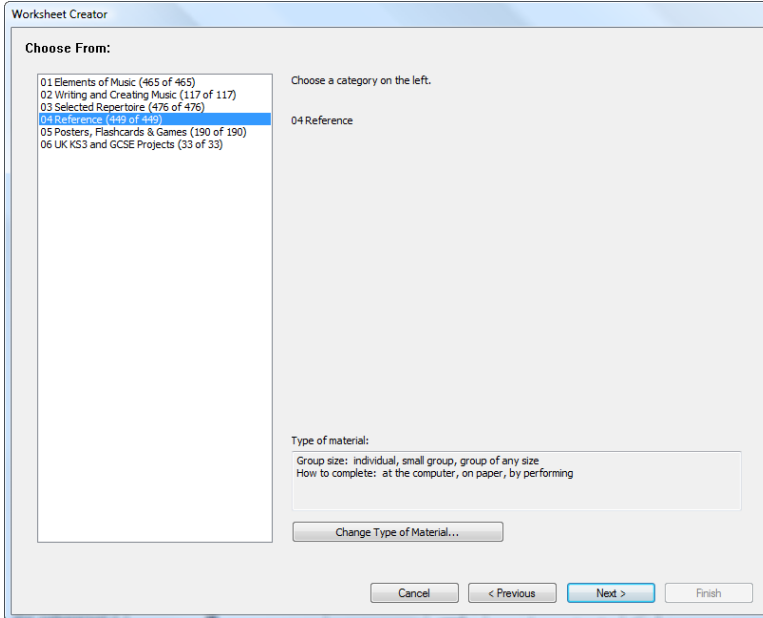 Worksheet Creator
Choose From:
01 Elements of Music (465 of 465)
02 Writing and Creating Music (117 of 117)
03 Selected Repertoire (476 of 476)
04 Reference (449 of 449)
05 Posters, Flashcards & Games (190 of 190)
06 UK KS3 and GCSE Projects (33 of 33)
Choose a category on the left.
04 Reference
Type of material:
Group size: individual, small group, group of any size
How to complete: at the computer, on paper, by performing
Change Type of Material...
Cancel
< Previous
Next >
Finish